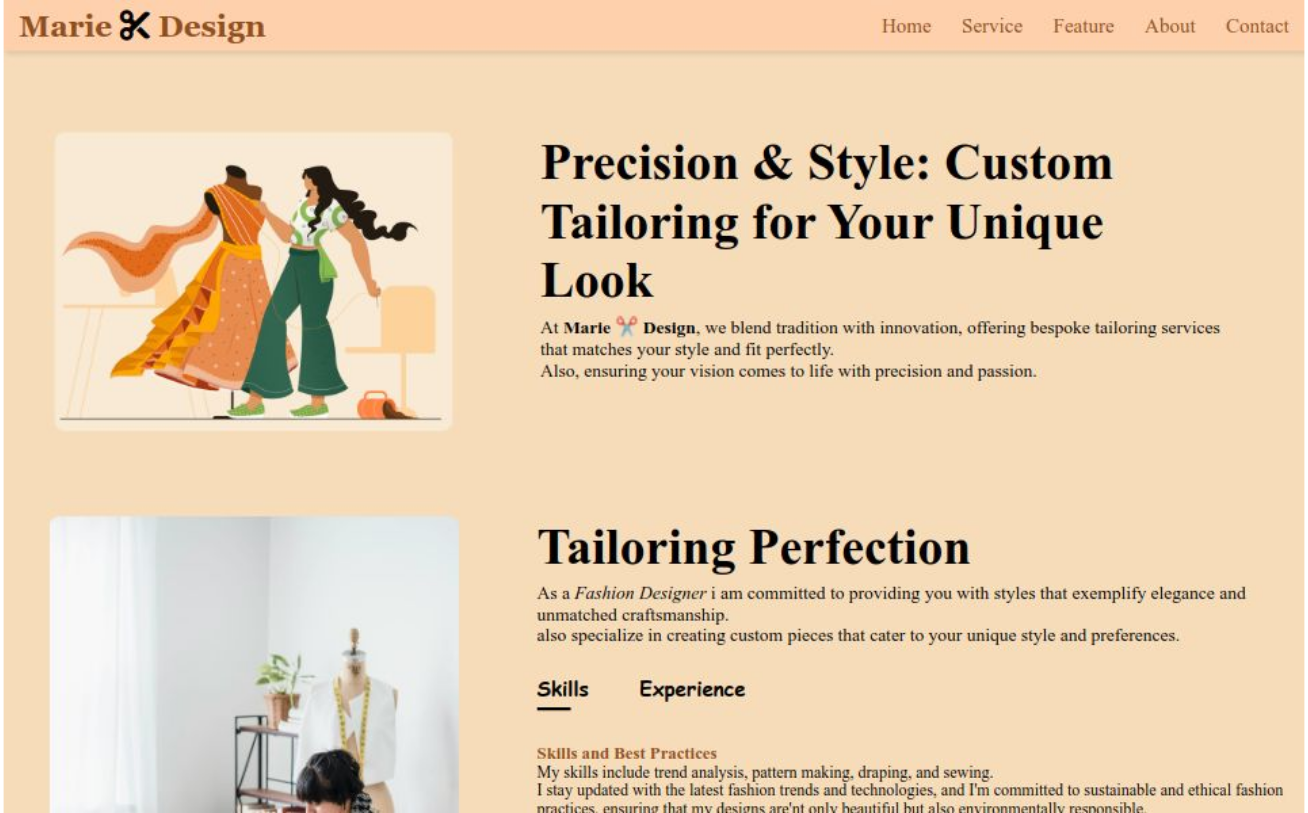 Marie Design
Home Service Feature About Contact
Precision & Style: Custom
Tailoring for Your Unique
Look
At Marie ✂️ Design, we blend tradition with innovation, offering bespoke tailoring services
that matches your style and fit perfectly.
Also, ensuring your vision comes to life with precision and passion.
Tailoring Perfection
As a Fashion Designer i am committed to providing you with styles that exemplify elegance and
unmatched craftsmanship.
also specialize in creating custom pieces that cater to your unique style and preferences.
Skills Experience
Skills and Best Practices
My skills include trend analysis, pattern making, draping, and sewing.
I stay updated with the latest fashion trends and technologies, and I'm committed to sustainable and ethical fashion
practices, ensuring that my designs are'nt only beautiful but also environmentally responsible.